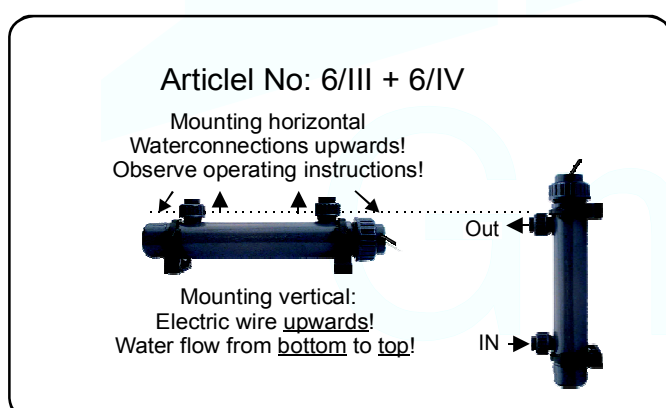 Articlel No: 6/III + 6/IV
Mounting horizontal
Waterconnections upwards!
Observe operating instructions!
Out
Mounting vertical:
Electric wire upwards!
Water flow from bottom to top!
IN